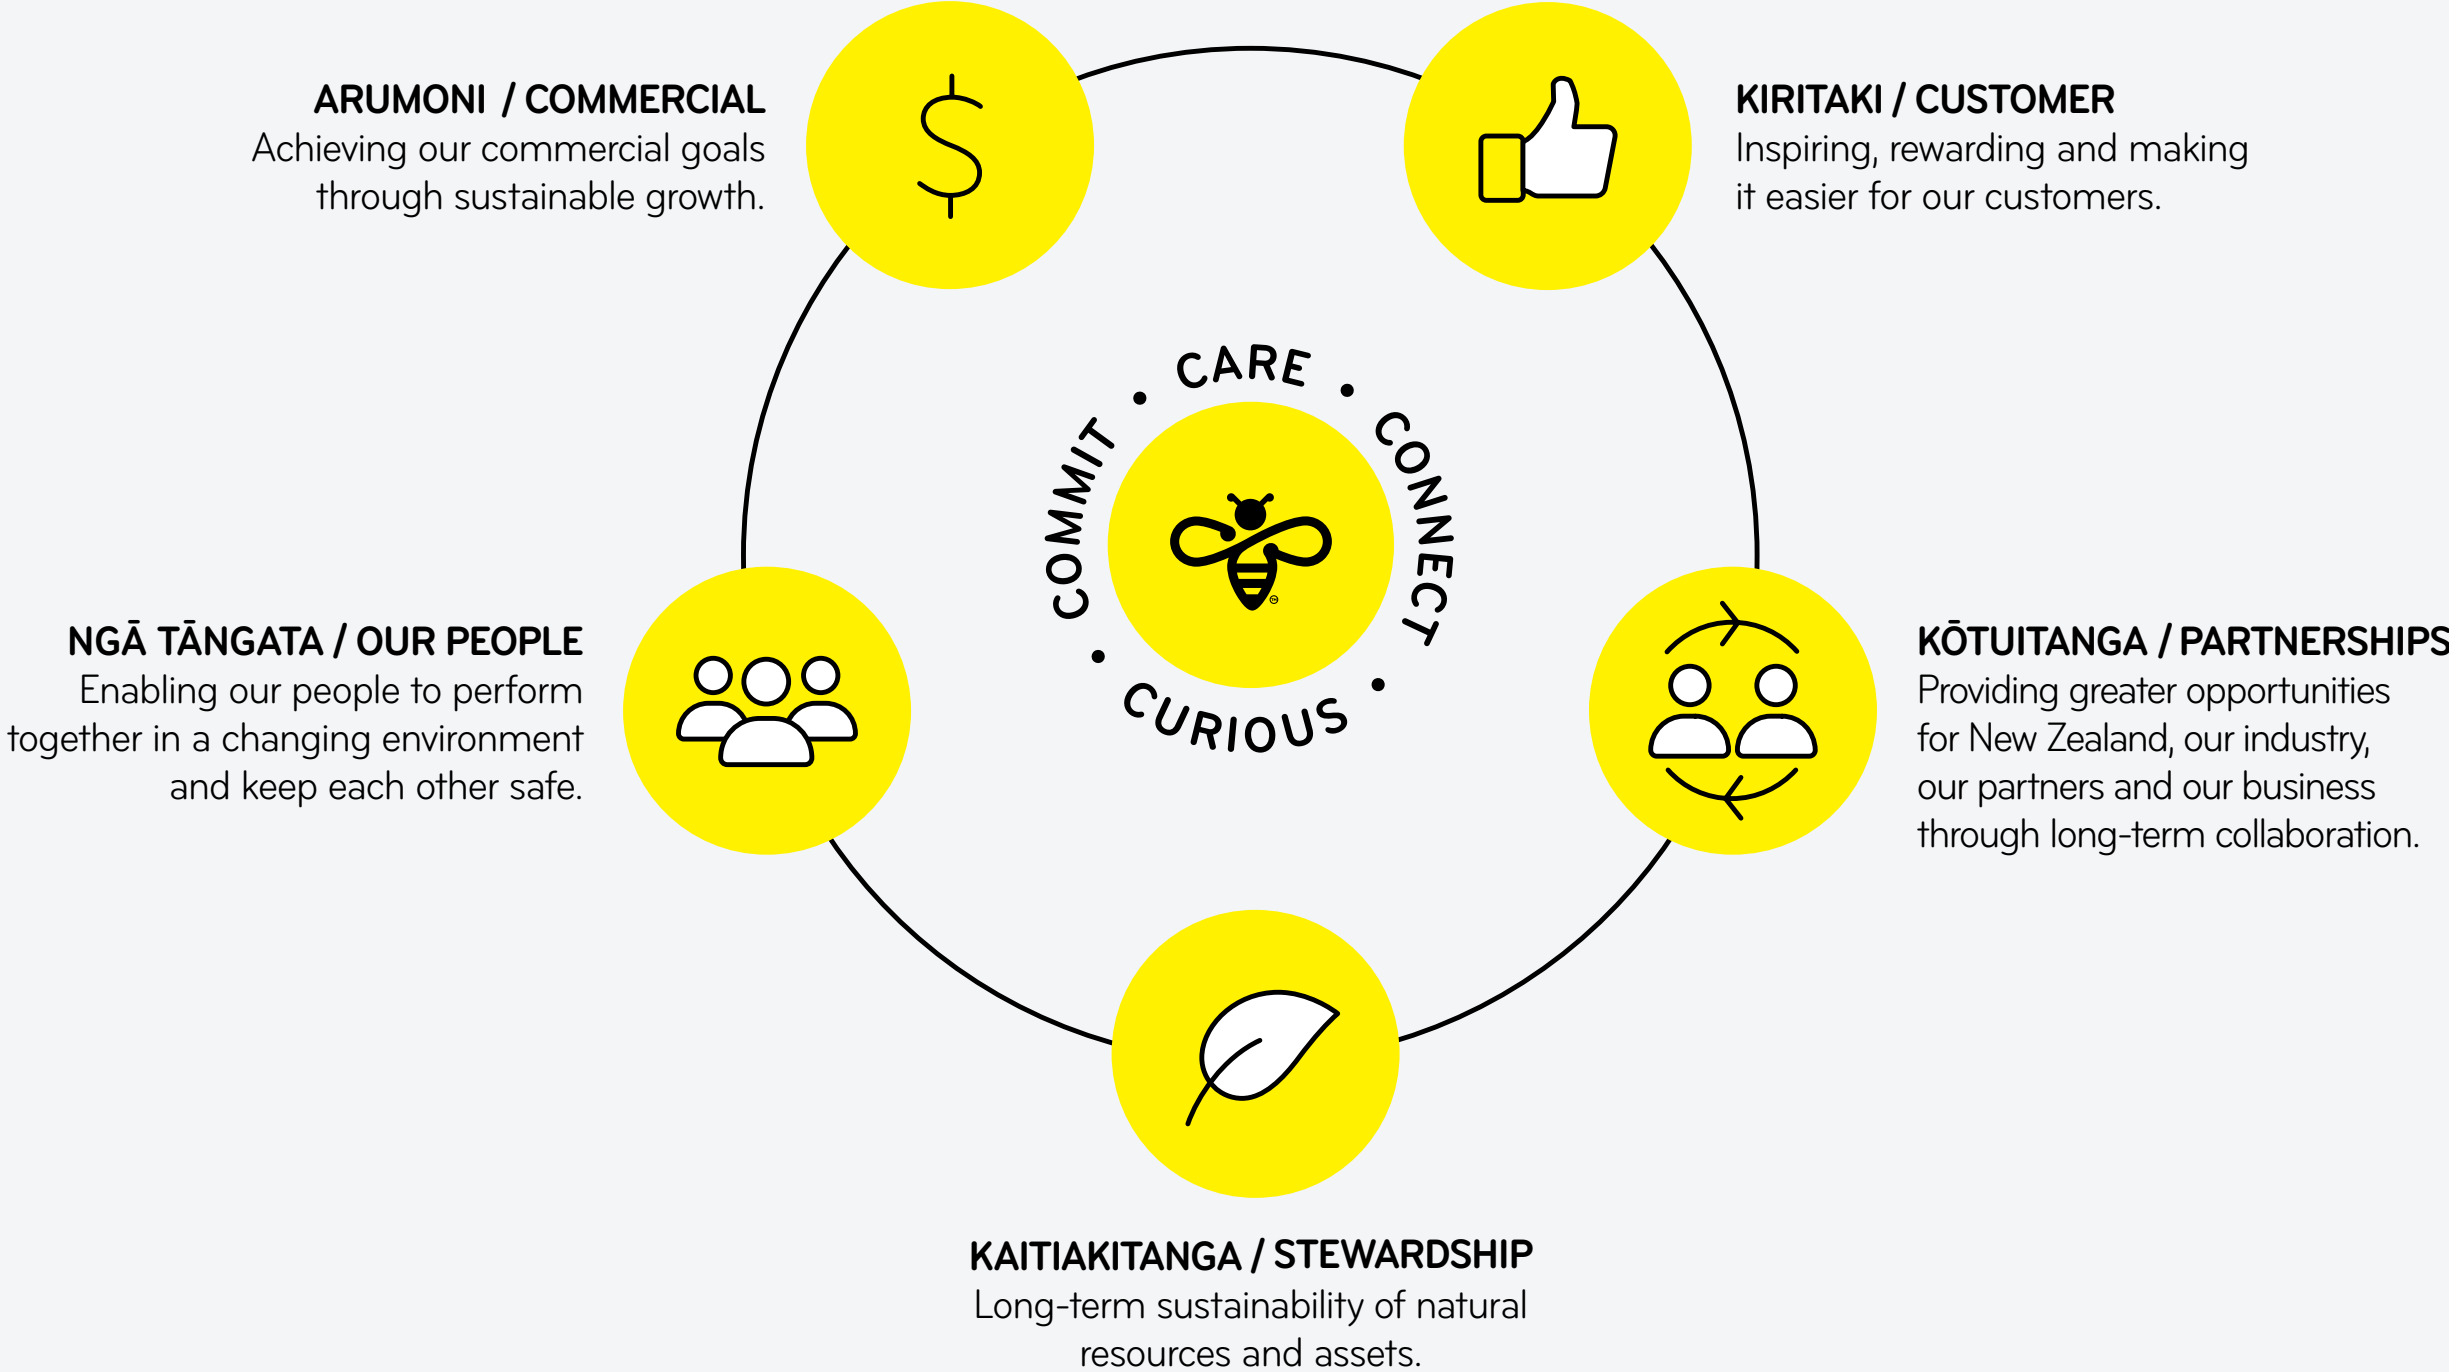 ARUMONI / COMMERCIAL
Achieving our commercial goals
through sustainable growth.
KIRITAKI / CUSTOMER
Inspiring, rewarding and making
it easier for our customers.
CARE • CONNECT • CURIOUS • COMMIT •
NGĀ TĀNGATA / OUR PEOPLE
Enabling our people to perform
together in a changing environment
and keep each other safe.
KŌTUITANGA / PARTNERSHIPS
Providing greater opportunities
for New Zealand, our industry,
our partners and our business
through long-term collaboration.
KAITIAKITANGA / STEWARDSHIP
Long-term sustainability of natural
resources and assets.